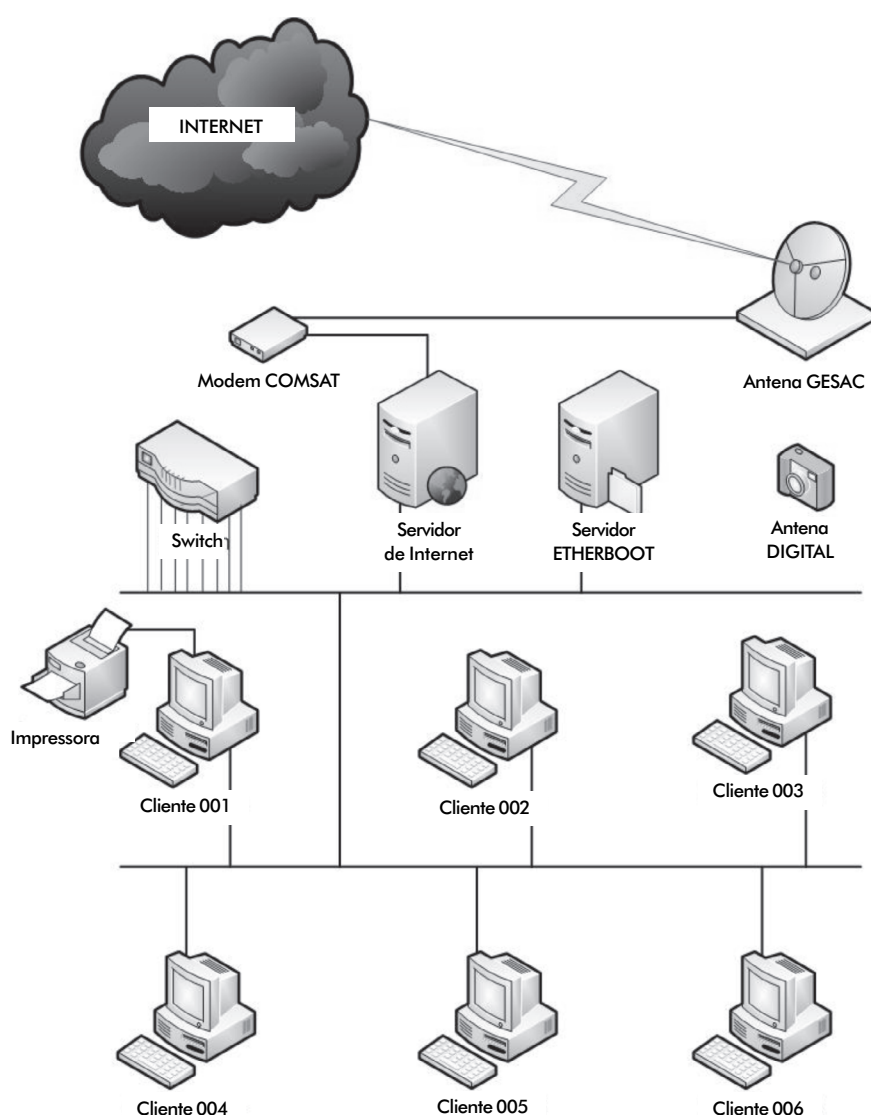 INTERNET
Modem COMSAT
Antena GESAC
Switch
Servidor
de Internet
Servidor
ETHERBOOT
Antena
DIGITAL
Impressora
Cliente 001
Cliente 002
Cliente 003
Cliente 004
Cliente 005
Cliente 006